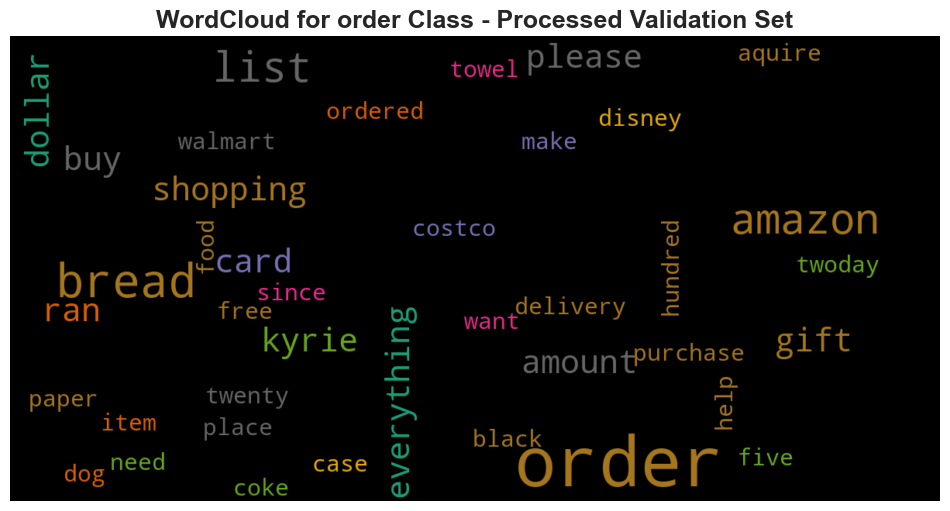 WordCloud for order Class - Processed Validation Set
dollar
list
towel
please
aquire
ordered
disney
walmart
make
buy
shopping
food
costco
hundred
amazon
card
twoday
bread
since
ran
free
delivery
want
kyrie
everything
gift
amount
purchase
help
paper
twenty
item
place
black
order
five
need
case
dog
coke